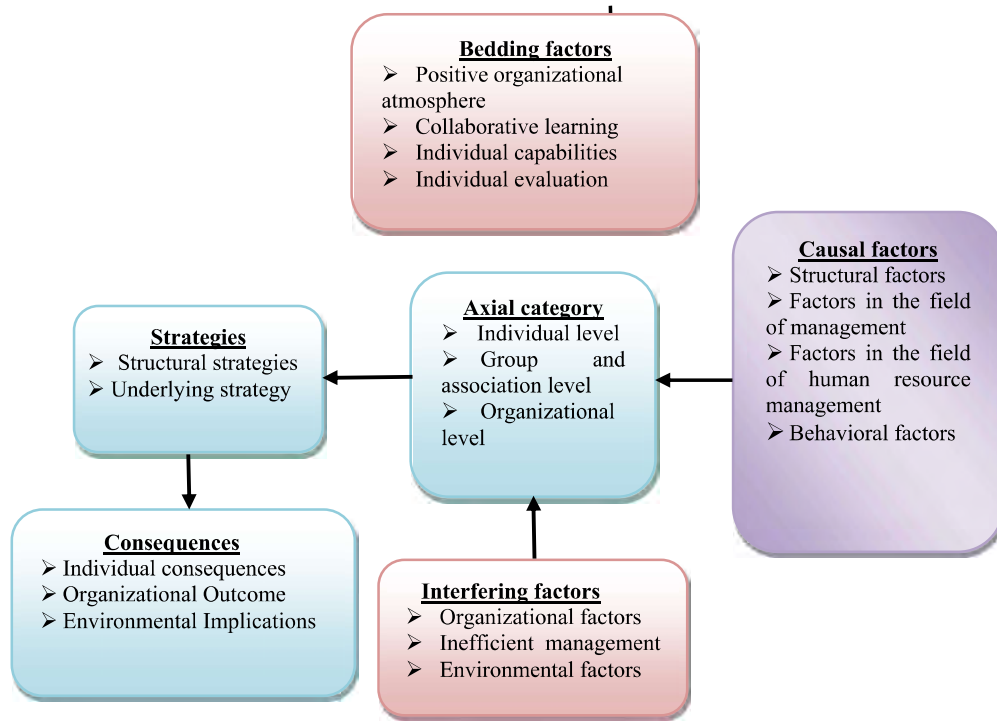 Bedding factors
➢ Positive organizational
atmosphere
➢ Collaborative learning
➢ Individual capabilities
➢ Individual evaluation
Causal factors
➢ Structural factors
➢ Factors in the field
of management
➢ Factors in the field
of human resource
management
➢ Behavioral factors
Axial category
➢ Individual level
➢ Group and
association level
➢ Organizational
level
Strategies
➢ Structural strategies
➢ Underlying strategy
Consequences
➢ Individual consequences
➢ Organizational Outcome
➢ Environmental Implications
Interfering factors
➢ Organizational factors
➢ Inefficient management
➢ Environmental factors